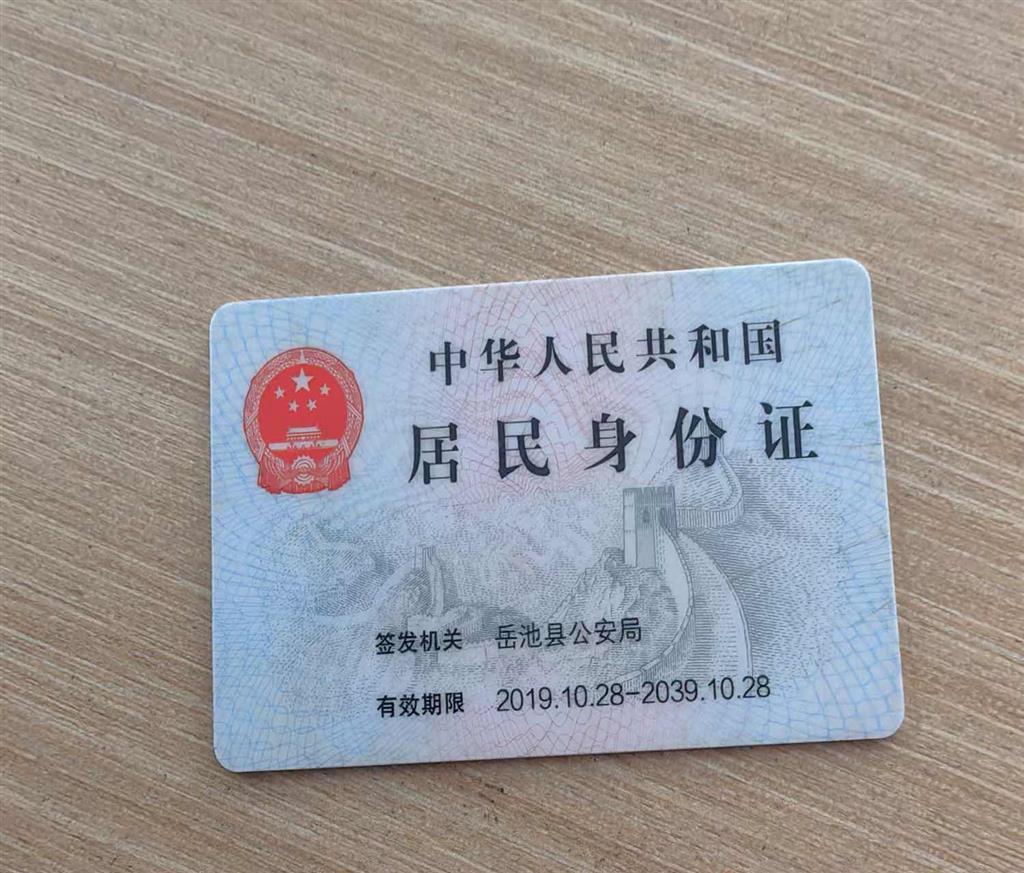 中华人民共和国
居民身份证
签发机关 岳池县公安局
有效期限 2019.10.28-2039.10.28